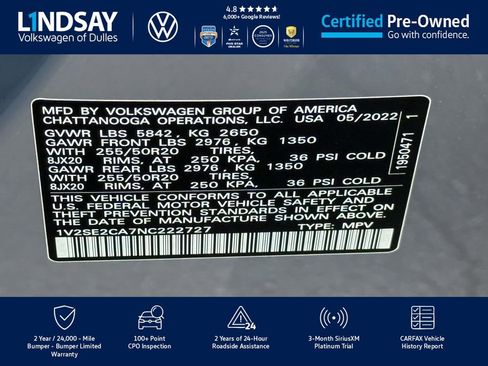 LINDSAY
Volkswagen of Dulles
4.8 ★★★★★
6,000+ Google Reviews!
Certified Pre-Owned
Go with confidence.
MFD BY VOLKSWAGEN GROUP OF AMERICA
CHATTANOOGA OPERATIONS, LLC. USA 05/2022
GVWR LBS 5842, KG 2650
GAWR FRONT LBS 2976, KG 1350
WITH 255/50R20 TIRES,
8JX20 RIMS, AT 250 KPA, 36 PSI COLD
GAWR REAR LBS 2976, KG 1350
WITH 255/50R20 TIRES,
8JX20 RIMS, AT 250 KPA, 36 PSI COLD
THIS VEHICLE CONFORMS TO ALL APPLICABLE
U.S. FEDERAL MOTOR VEHICLE SAFETY AND
THEFT PREVENTION STANDARDS IN EFFECT ON THE
DATE OF MANUFACTURE SHOWN ABOVE.
1V2SE2CA7NC222727 TYPE: MPV
1950471 1
2 Year / 24,000 - Mile
Bumper - Bumper Limited
Warranty
100+ Point
CPO Inspection
24
2 Years of 24-Hour
Roadside Assistance
3-Month SiriusXM
Platinum Trial
CARFAX Vehicle
History Report